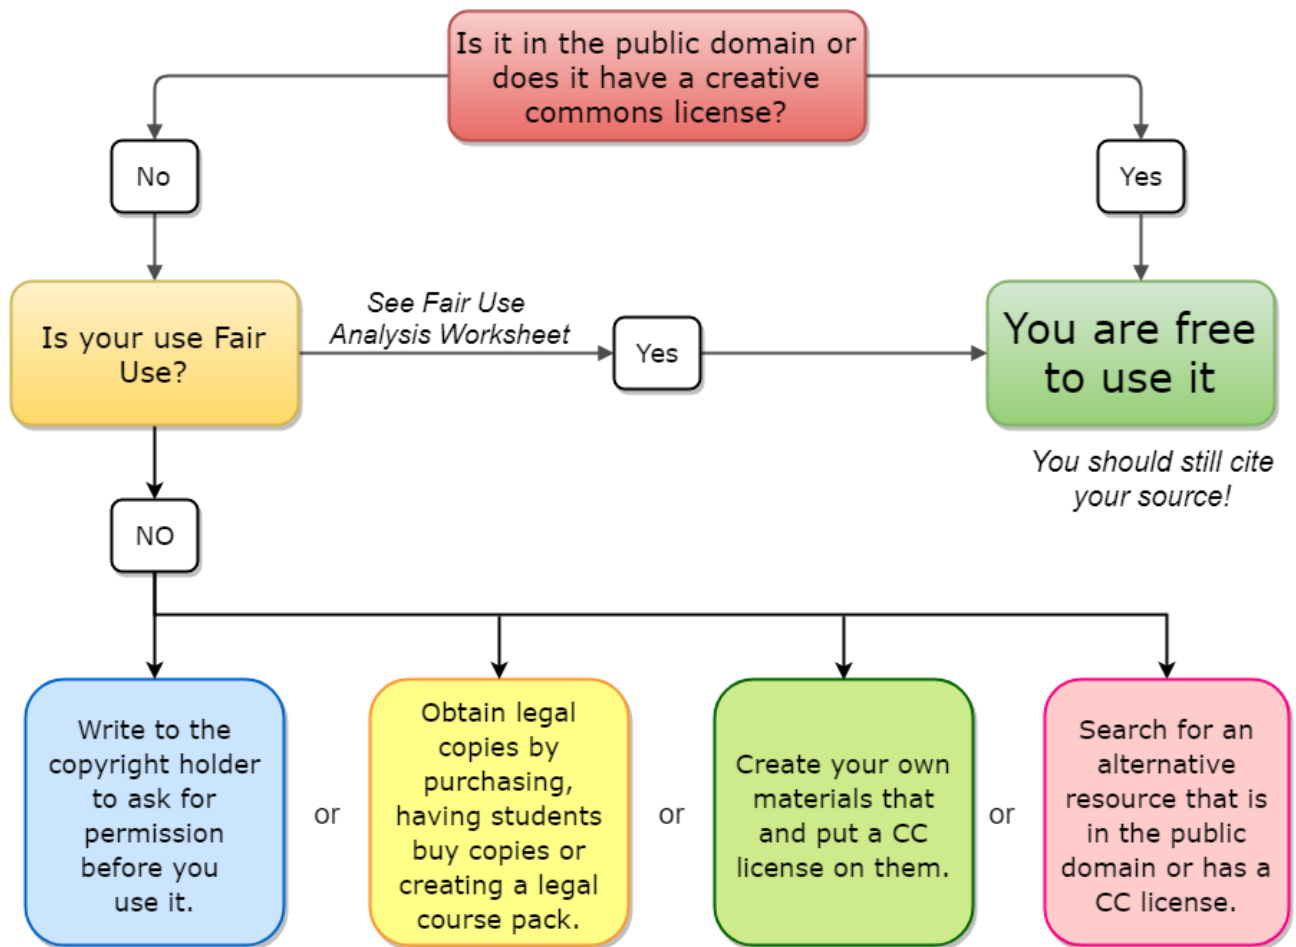 Is it in the public domain or
does it have a creative
commons license?
No
Yes
Is your use Fair
Use?
See Fair Use
Analysis Worksheet
Yes
You are free
to use it
You should still cite
your source!
NO
Write to the
copyright holder
to ask for
permission
before you
use it.
or
Obtain legal
copies by
purchasing,
having students
buy copies or
creating a legal
course pack.
or
Create your own
materials that
and put a CC
license on them.
or
Search for an
alternative
resource that is
in the public
domain or has a
CC license.